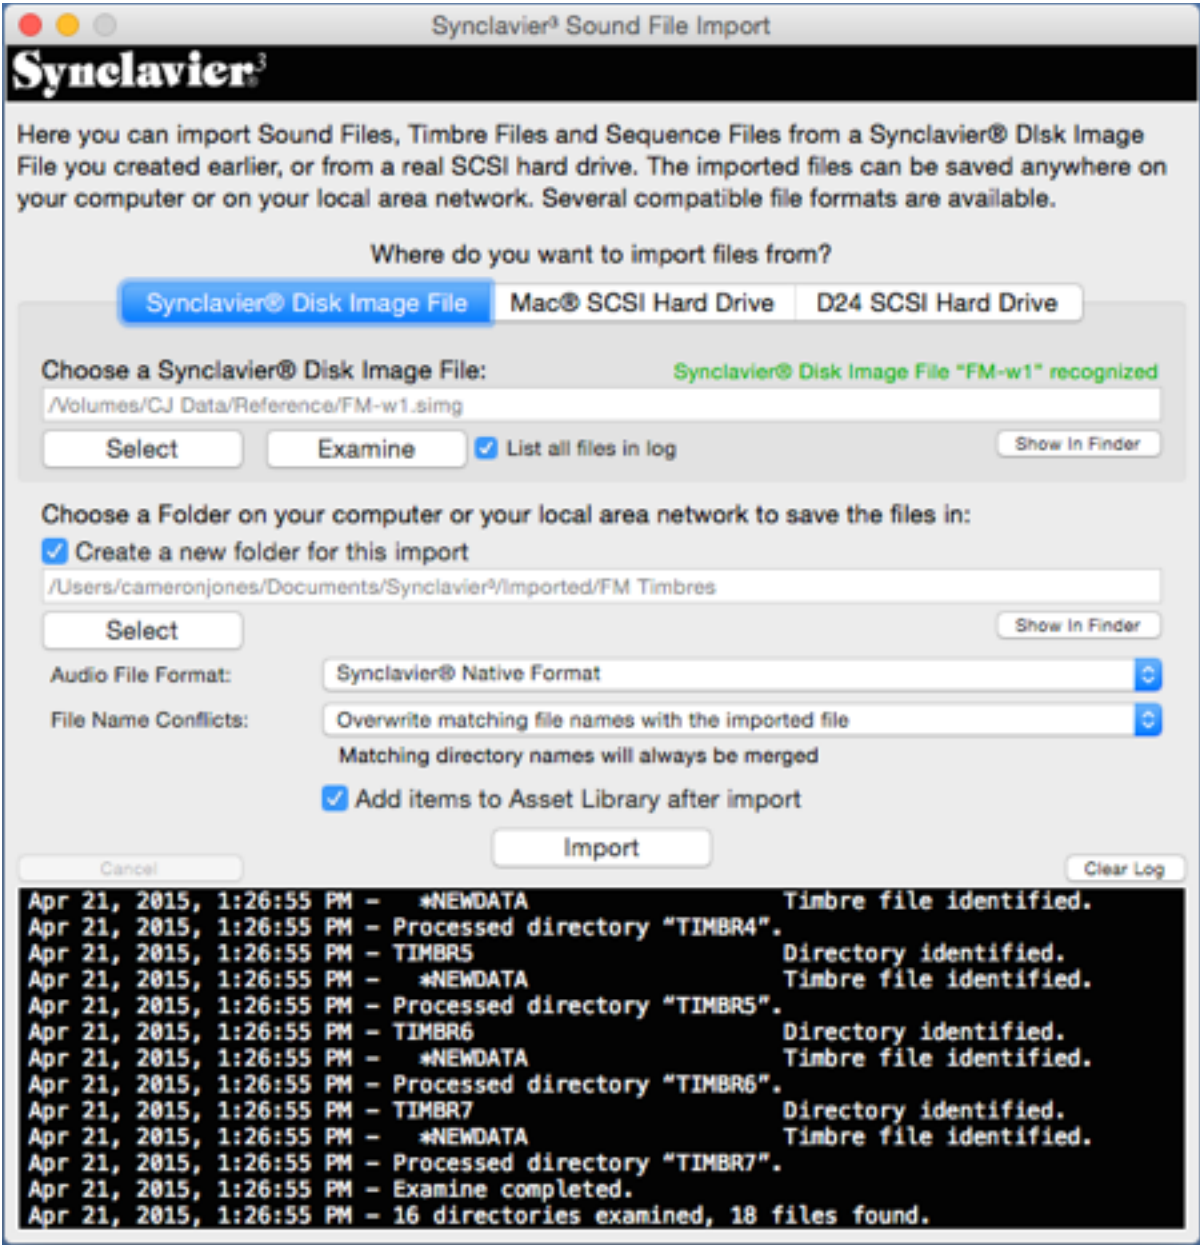 Synclavier³ Sound File Import
Synclavier®³
Here you can import Sound Files, Timbre Files and Sequence Files from a Synclavier® DIsk Image
File you created earlier, or from a real SCSI hard drive. The imported files can be saved anywhere on
your computer or on your local area network. Several compatible file formats are available.
Where do you want to import files from?
Synclavier® Disk Image File Mac® SCSI Hard Drive D24 SCSI Hard Drive
Choose a Synclavier® Disk Image File: Synclavier® Disk Image File "FM-w1" recognized
/Volumes/CJ Data/Reference/FM-w1.simg
Select Examine List all files in log Show In Finder
Choose a Folder on your computer or your local area network to save the files in:
Create a new folder for this import
/Users/cameronjones/Documents/Synclavier³/Imported/FM Timbres
Select Show In Finder
Audio File Format: Synclavier® Native Format
File Name Conflicts: Overwrite matching file names with the imported file
Matching directory names will always be merged
Add items to Asset Library after import
Import
Cancel Clear Log
Apr 21, 2015, 1:26:55 PM – *NEWDATA Timbre file identified.
Apr 21, 2015, 1:26:55 PM – Processed directory “TIMBR4”.
Apr 21, 2015, 1:26:55 PM – TIMBR5 Directory identified.
Apr 21, 2015, 1:26:55 PM – *NEWDATA Timbre file identified.
Apr 21, 2015, 1:26:55 PM – Processed directory “TIMBR5”.
Apr 21, 2015, 1:26:55 PM – TIMBR6 Directory identified.
Apr 21, 2015, 1:26:55 PM – *NEWDATA Timbre file identified.
Apr 21, 2015, 1:26:55 PM – Processed directory “TIMBR6”.
Apr 21, 2015, 1:26:55 PM – TIMBR7 Directory identified.
Apr 21, 2015, 1:26:55 PM – *NEWDATA Timbre file identified.
Apr 21, 2015, 1:26:55 PM – Processed directory “TIMBR7”.
Apr 21, 2015, 1:26:55 PM – Examine completed.
Apr 21, 2015, 1:26:55 PM – 16 directories examined, 18 files found.